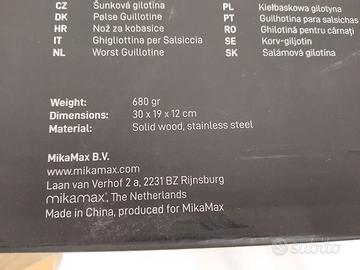 CZ Šunková gilotina
DK Pølse Guillotine
HR Nož za kobasice
IT Ghigliottina per Salsiccia
NL Worst Guillotine
PL Kiełbaskowa gilotyna
PT Guilhotina para salsichas
RO Ghilotină pentru cârnați
SE Korv-giljotin
SK Salámová gilotína
Weight: 680 gr
Dimensions: 30 x 19 x 12 cm
Material: Solid wood, stainless steel
MikaMax B.V.
www.mikamax.com
Laan van Verhof 2 a, 2231 BZ Rijnsburg
mikamax, The Netherlands
Made in China, produced for MikaMax
subito